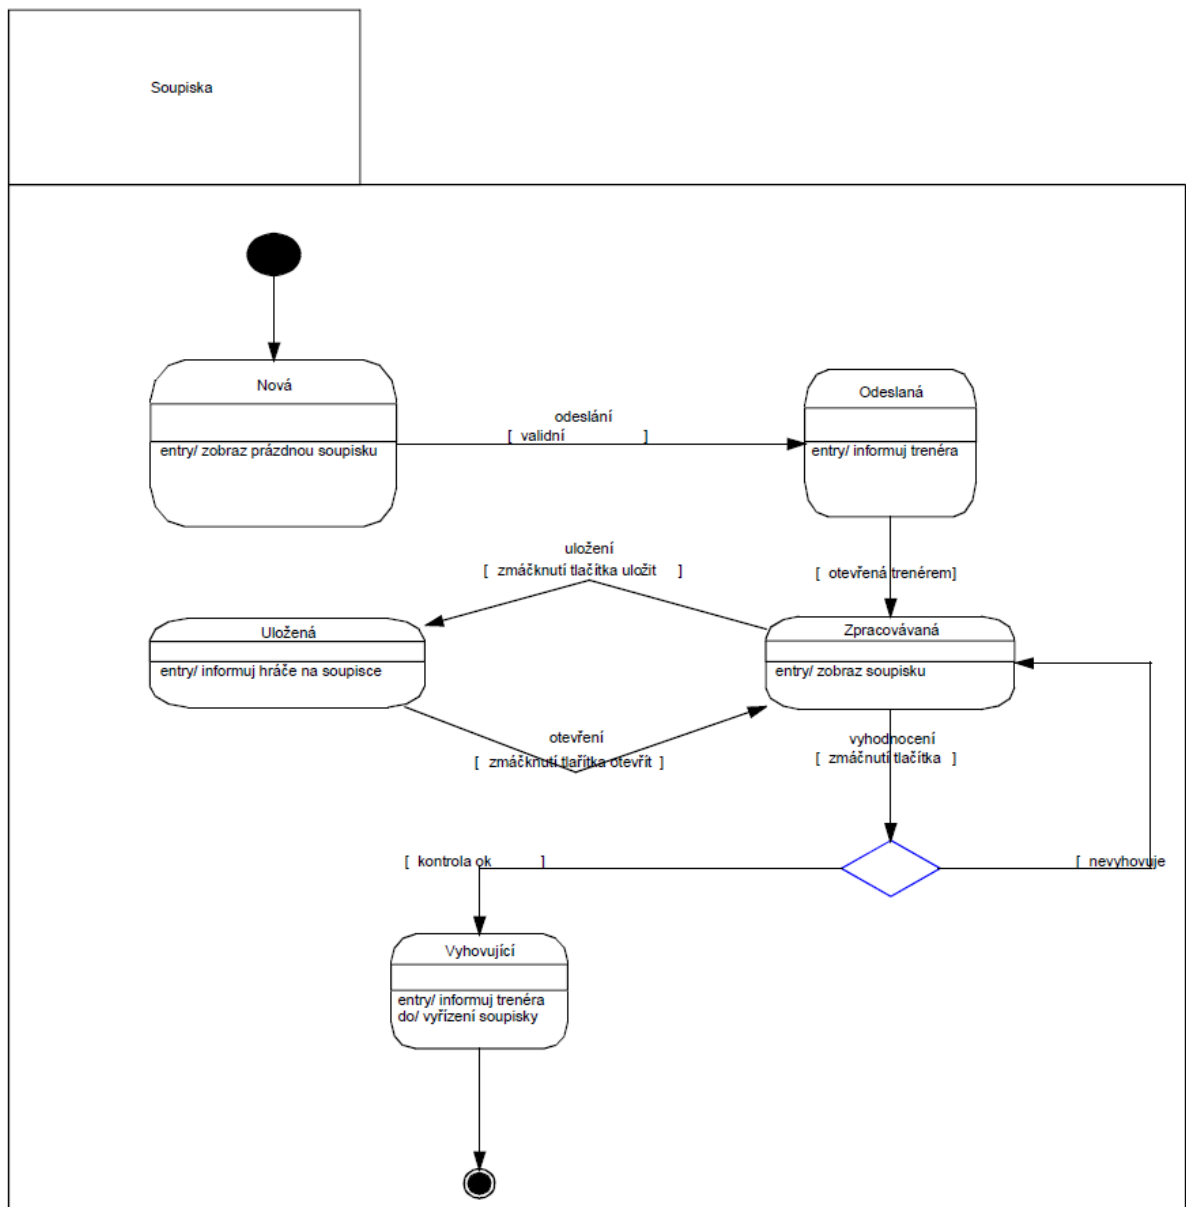 Soupiska
Nová
entry/ zobraz prázdnou soupisku
odeslání
[ validní ]
Odeslaná
entry/ informuj trenéra
uložení
[ zmáčknutí tlačítka uložit ]
[ otevřená trenérem]
Uložená
entry/ informuj hráče na soupisce
Zpracovávaná
entry/ zobraz soupisku
otevření
[ zmáčknutí tlařítka otevřít ]
vyhodnocení
[ zmáčnutí tlačítka ]
[ kontrola ok ]
[ nevyhovuje
Vyhovující
entry/ informuj trenéra
do/ vyřízení soupisky